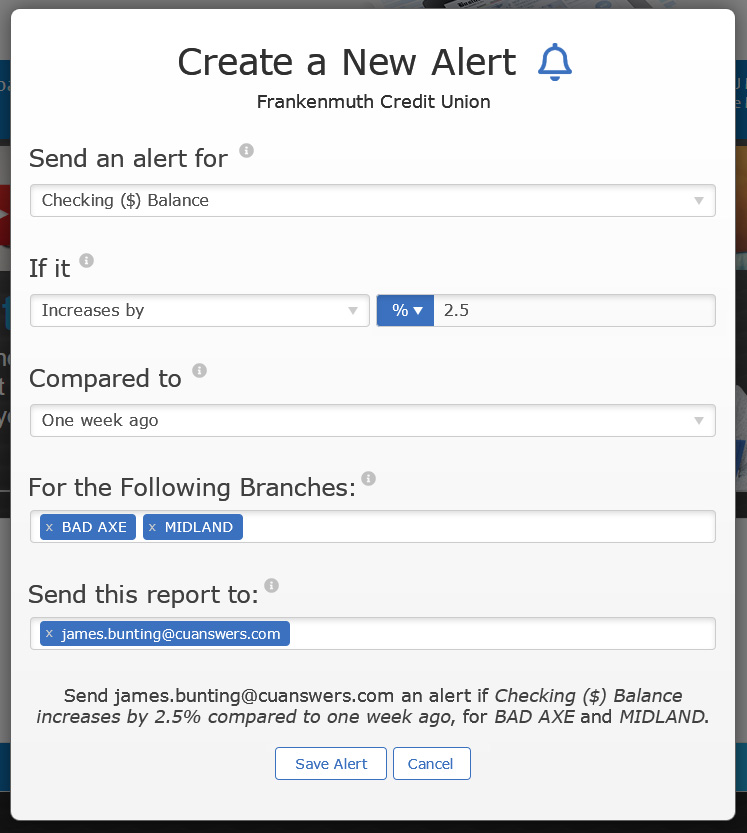 Create a New Alert
Frankenmuth Credit Union
Send an alert for
Checking ($) Balance
If it
Increases by % 2.5
Compared to
One week ago
For the Following Branches:
x BAD AXE x MIDLAND
Send this report to:
x james.bunting@cuanswers.com
Send james.bunting@cuanswers.com an alert if Checking ($) Balance
increases by 2.5% compared to one week ago, for BAD AXE and MIDLAND.
Save Alert Cancel